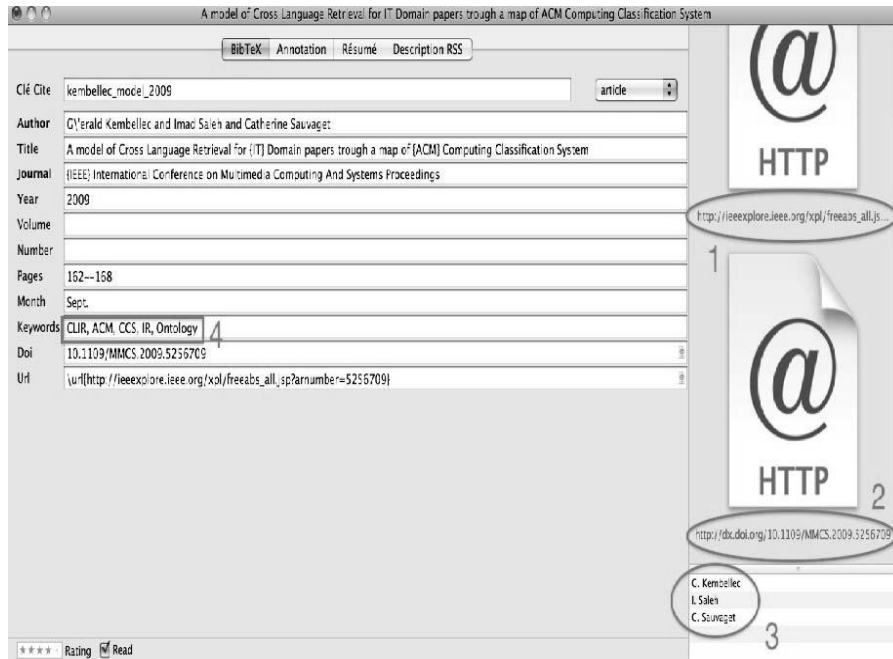 A model of Cross Language Retrieval for IT Domain papers trough a map of ACM Computing Classification System
BibTeX Annotation Résumé Description RSS
Clé Cite kembellec_model_2009 article
Author G\'erald Kembellec and Imad Saleh and Catherine Sauvaget
Title A model of Cross Language Retrieval for {IT} Domain papers trough a map of {ACM} Computing Classification System
Journal {IEEE} International Conference on Multimedia Computing And Systems Proceedings
Year 2009
Volume
Number
Pages 162--168
Month Sept.
Keywords CLIR, ACM, CCS, IR, Ontology 4
Doi 10.1109/MMCS.2009.5256709
Url \url{http://ieeexplore.ieee.org/xpl/freeabs_all.jsp?arnumber=5256709}
Rating Read
@
HTTP
http://ieeexplore.ieee.org/xpl/freeabs_all.js...
1
@
HTTP
2
http://dx.doi.org/10.1109/MMCS.2009.5256709
C. Kembellec
I. Saleh
C. Sauvaget
3